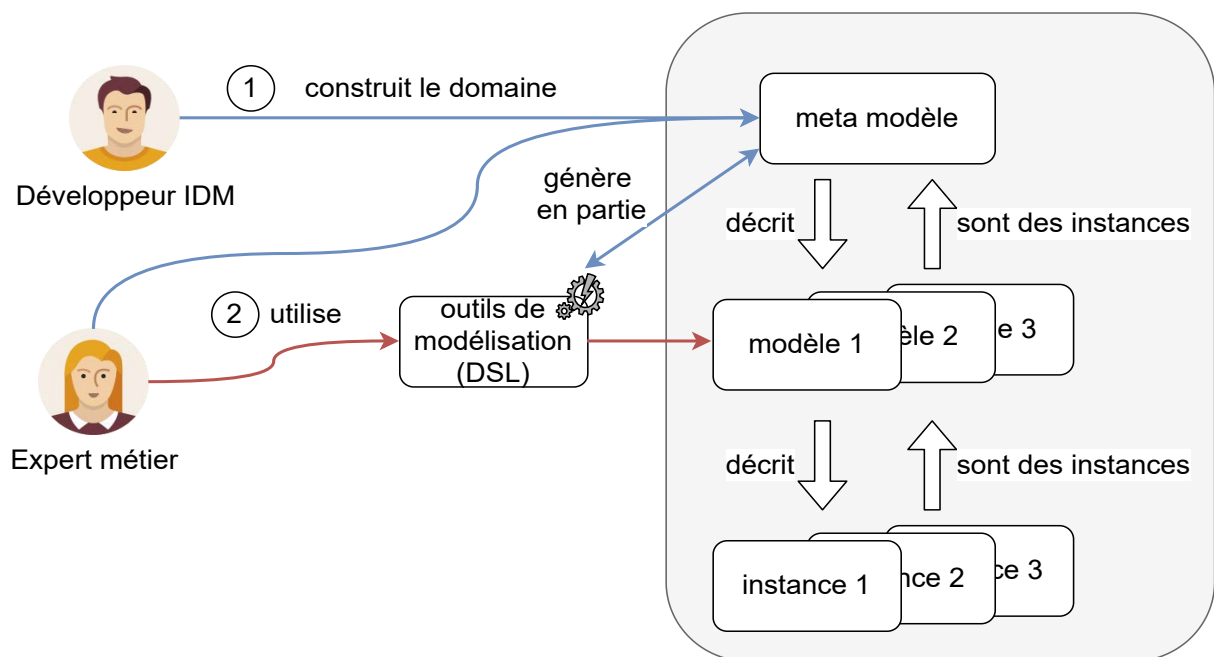 1
construit le domaine
meta modèle
Développeur IDM
génère
en partie
décrit
sont des instances
2
utilise
outils de
modélisation
(DSL)
modèle 1
èle 2
e 3
Expert métier
décrit
sont des instances
instance 1
nce 2
ce 3